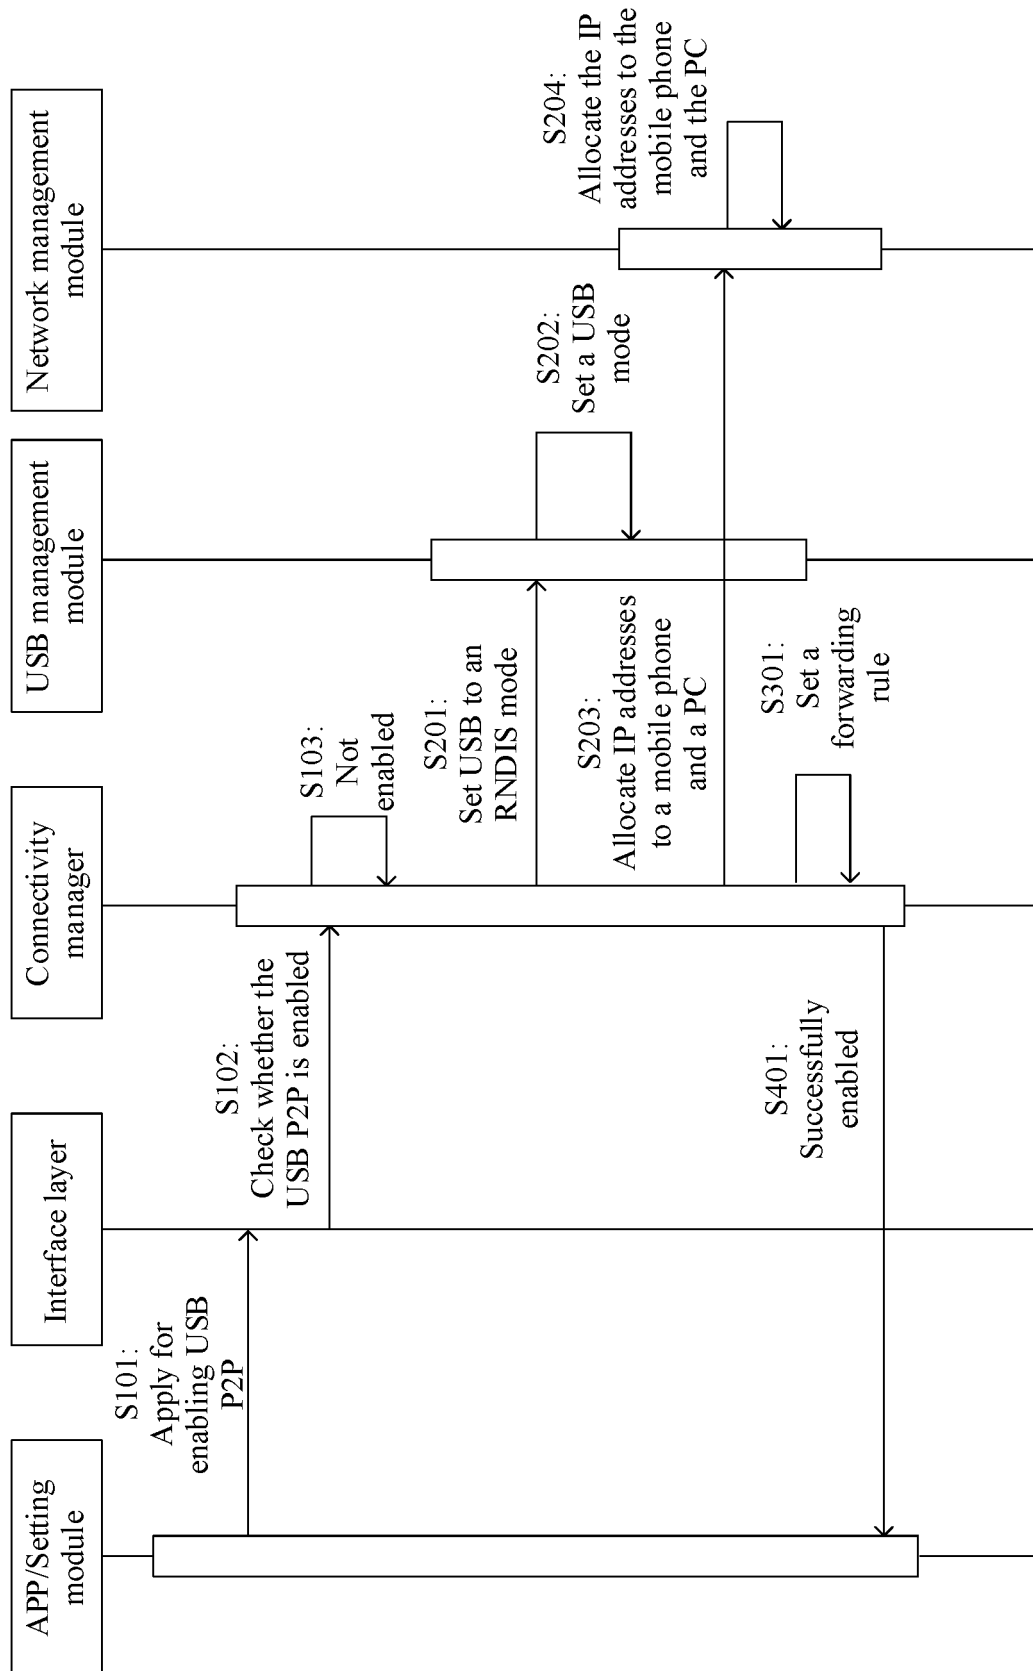 APP/Setting
module
Interface layer
Connectivity
manager
USB management
module
Network management
module
S101:
Apply for
enabling USB
P2P
S102:
Check whether the
USB P2P is enabled
S103:
Not
enabled
S201:
Set USB to an
RNDIS mode
S202:
Set a USB
mode
S203:
Allocate IP addresses
to a mobile phone
and a PC
S204:
Allocate the IP
addresses to the
mobile phone
and the PC
S301:
Set a
forwarding
rule
S401:
Successfully
enabled